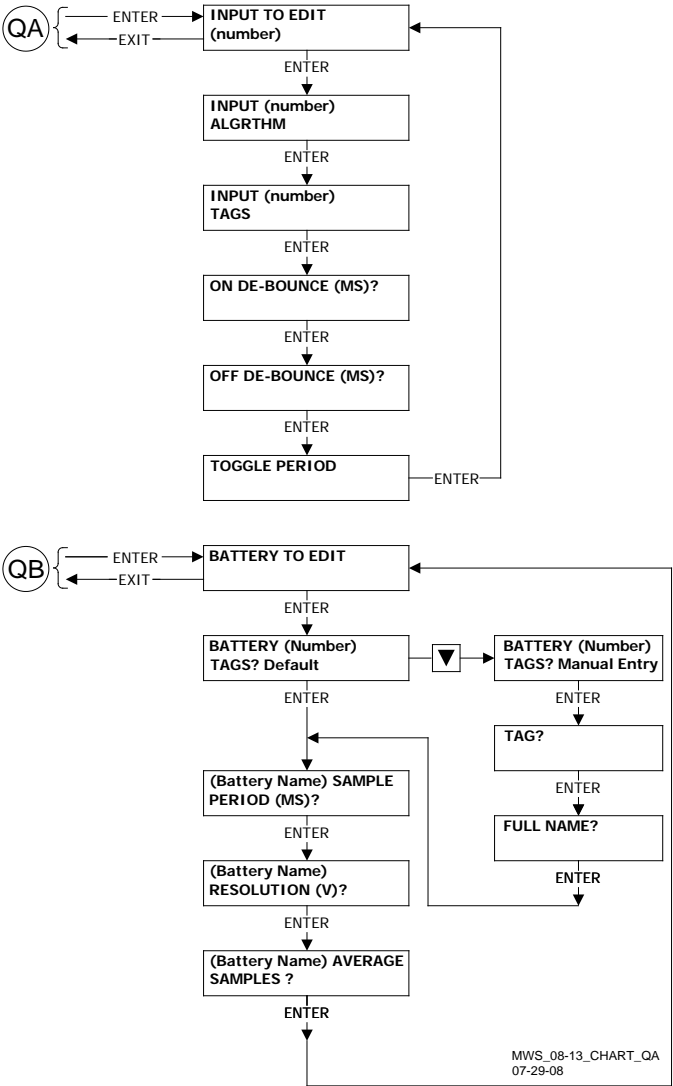 QA
ENTER
EXIT
INPUT TO EDIT
(number)
ENTER
INPUT (number)
ALGRTHM
ENTER
INPUT (number)
TAGS
ENTER
ON DE-BOUNCE (MS)?
ENTER
OFF DE-BOUNCE (MS)?
ENTER
TOGGLE PERIOD
ENTER
QB
ENTER
EXIT
BATTERY TO EDIT
ENTER
BATTERY (Number)
TAGS? Default
BATTERY (Number)
TAGS? Manual Entry
ENTER
ENTER
TAG?
ENTER
FULL NAME?
ENTER
(Battery Name) SAMPLE
PERIOD (MS)?
ENTER
(Battery Name)
RESOLUTION (V)?
ENTER
(Battery Name) AVERAGE
SAMPLES ?
ENTER
MWS_08-13_CHART_QA
07-29-08